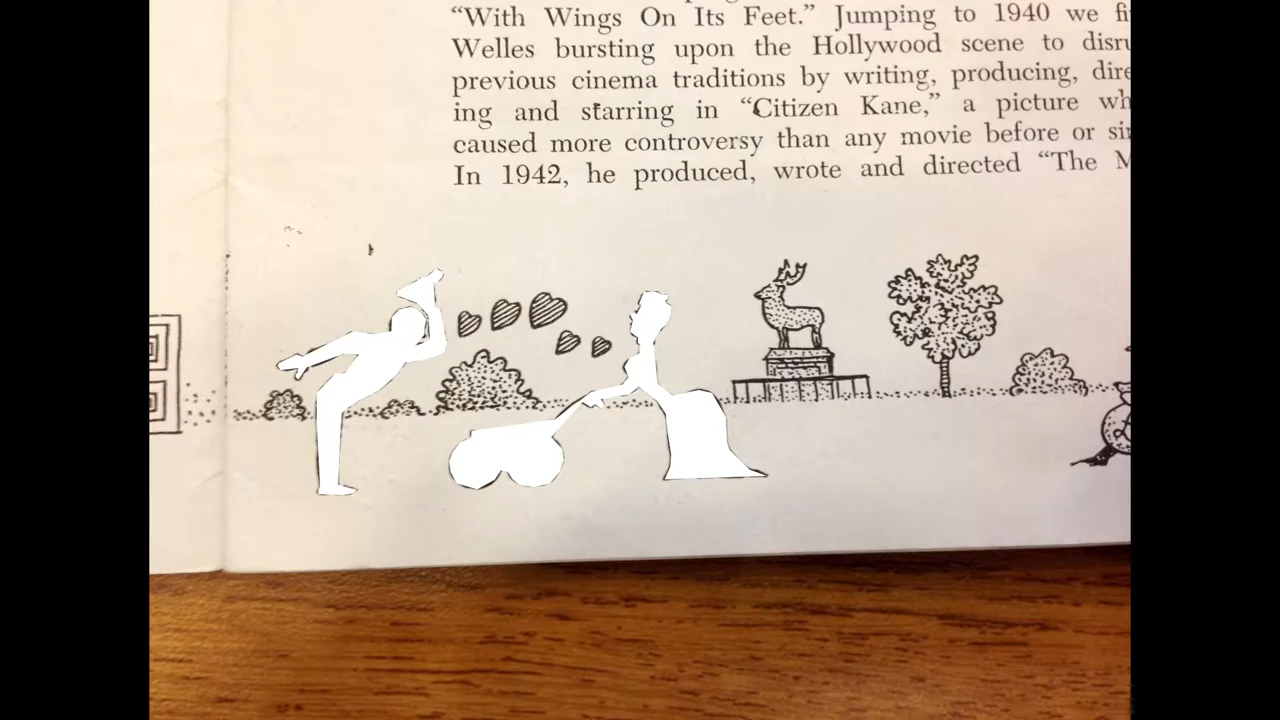 “With Wings On Its Feet.” Jumping to 1940 we fi
Welles bursting upon the Hollywood scene to disru
previous cinema traditions by writing, producing, dire
ing and starring in “Citizen Kane,” a picture wh
caused more controversy than any movie before or sin
In 1942, he produced, wrote and directed “The M